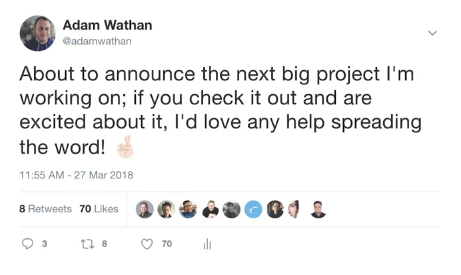 Adam Wathan
@adamwathan
About to announce the next big project I'm
working on; if you check it out and are
excited about it, I'd love any help spreading
the word! 🤞🏻
11:55 AM - 27 Mar 2018
8 Retweets 70 Likes
3 8 70